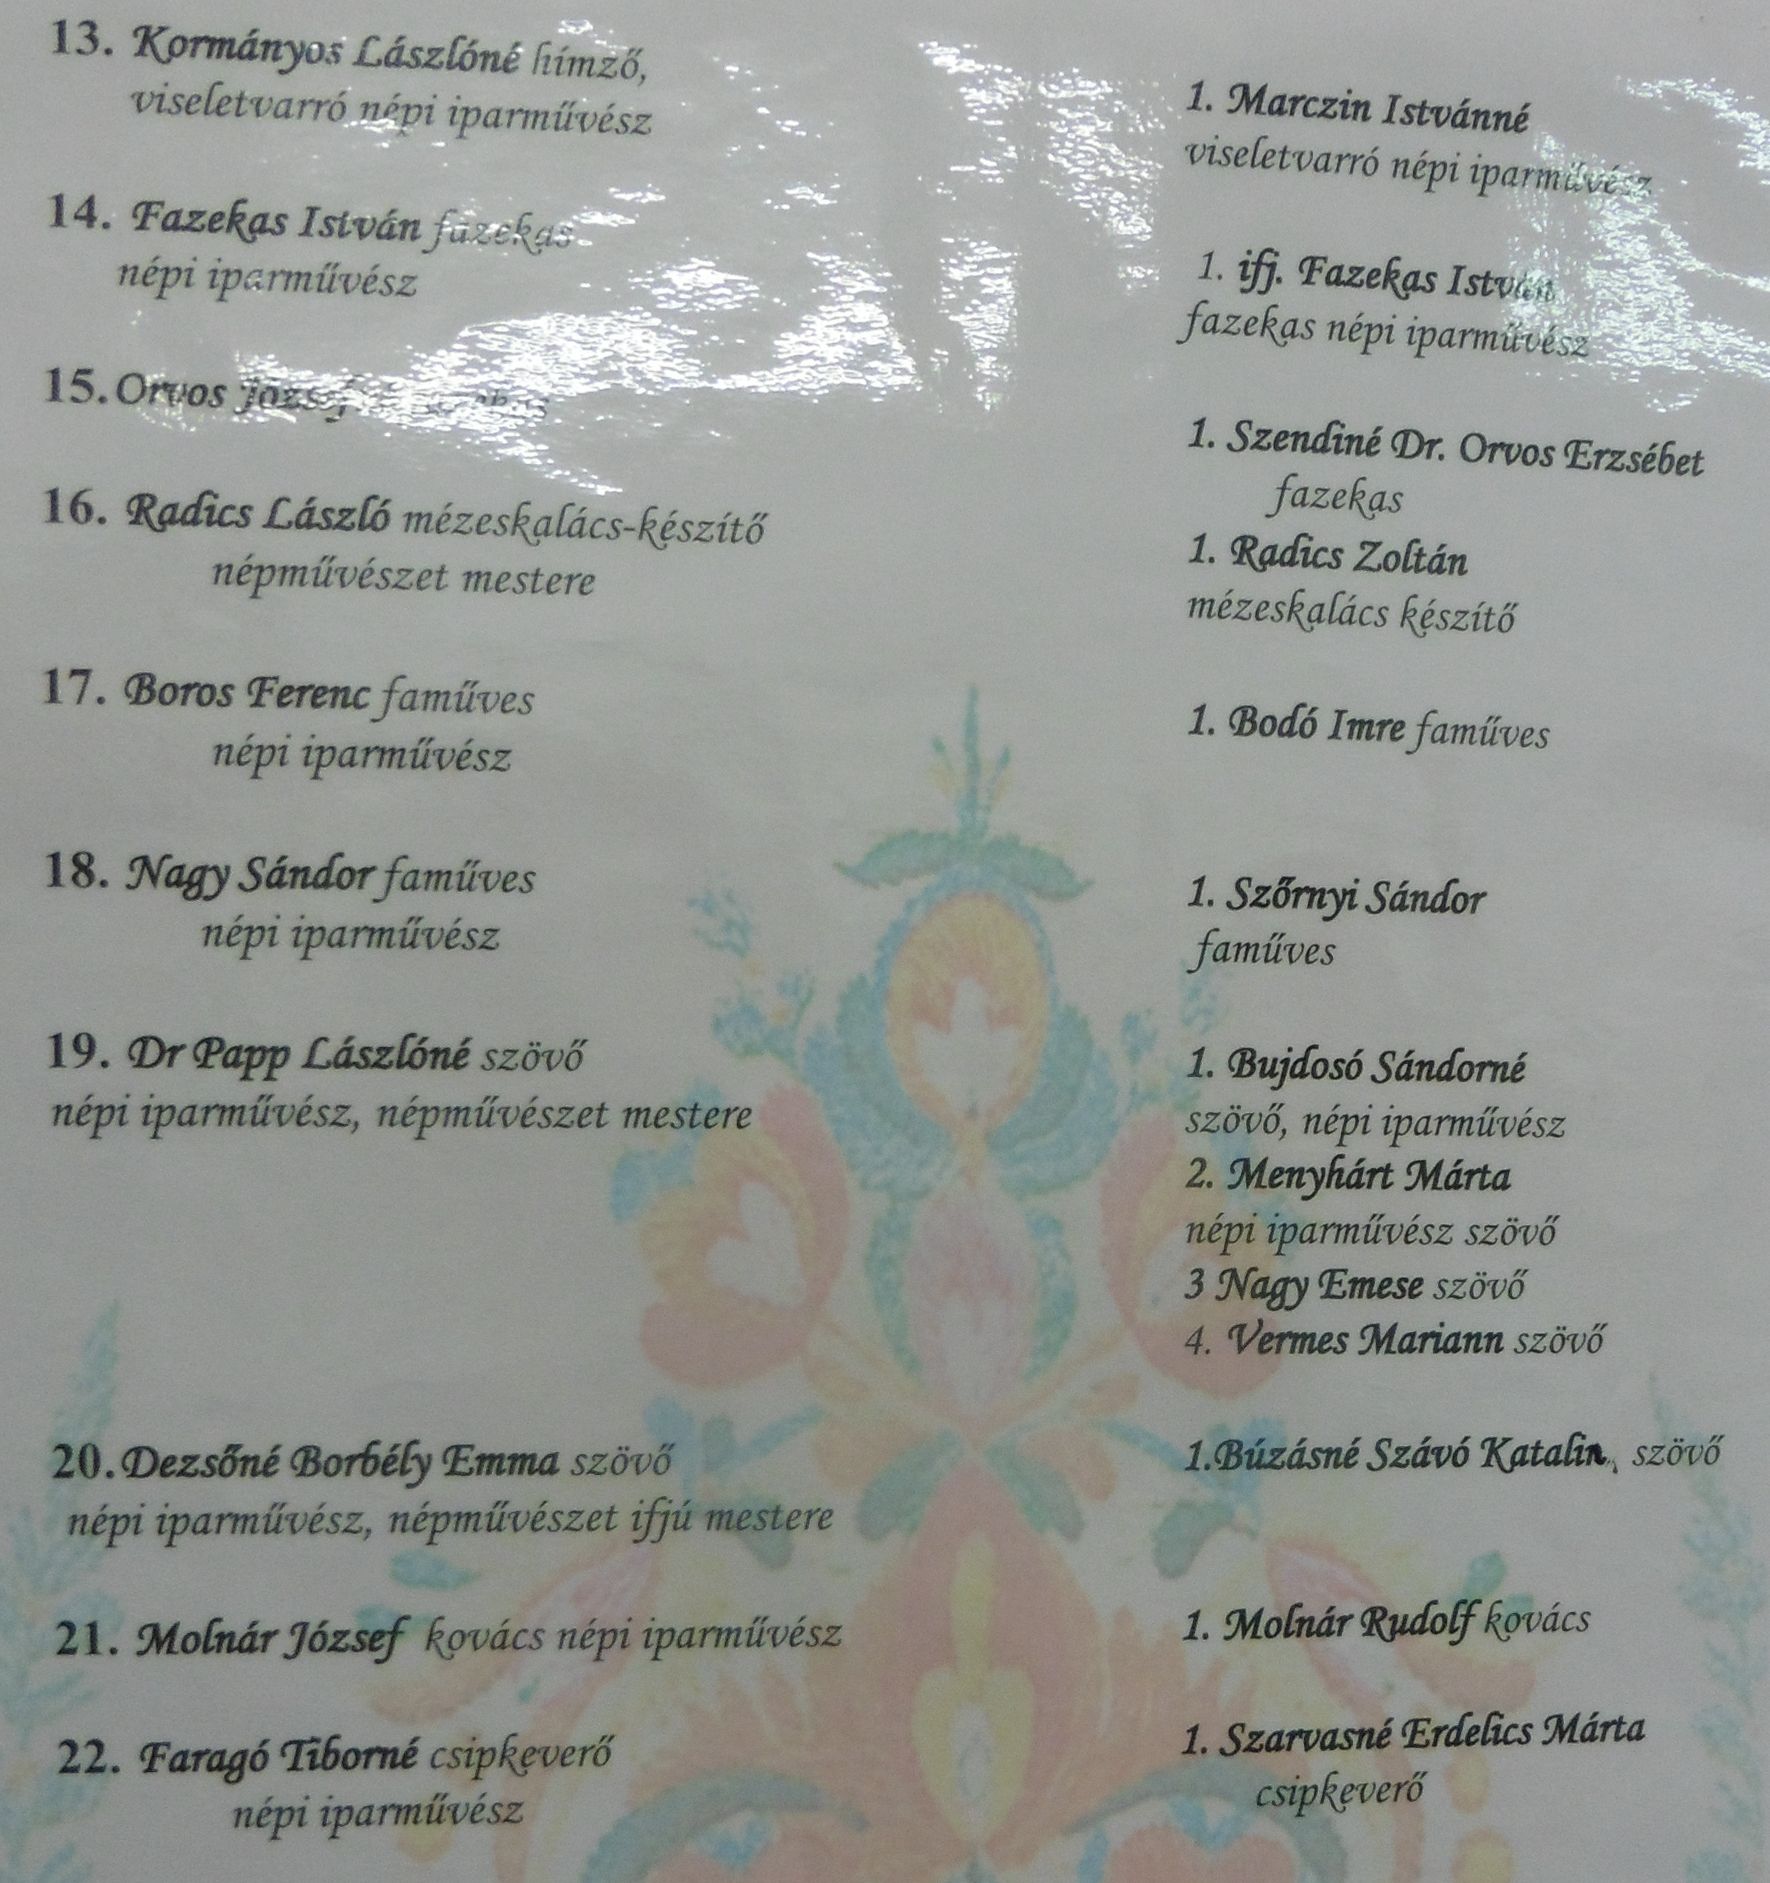 13. Kormányos Lászlóné hímző,
viseletvarró népi iparművész
14. Fazekas István fazekas
népi iparművész
15. Orvos József
16. Radics László mézeskalács-készítő
népművészet mestere
17. Boros Ferenc faműves
népi iparművész
18. Nagy Sándor faműves
népi iparművész
19. Dr Papp Lászlóné szövő
népi iparművész, népművészet mestere
20. Dezsőné Borbély Emma szövő
népi iparművész, népművészet ifjú mestere
21. Molnár József kovács népi iparművész
22. Faragó Tiborné csipkeverő
népi iparművész
1. Marczin Istvánné
viseletvarró népi iparművész
1. ifj. Fazekas István
fazekas népi iparművész
1. Szendiné Dr. Orvos Erzsébet
fazekas
1. Radics Zoltán
mézeskalács készítő
1. Bodó Imre faműves
1. Szőrnyi Sándor
faműves
1. Bujdosó Sándorné
szövő, népi iparművész
2. Menyhárt Márta
népi iparművész szövő
3 Nagy Emese szövő
4. Vermes Mariann szövő
1.Búzásné Szávó Katalin, szövő
1. Molnár Rudolf kovács
1. Szarvasné Erdelics Márta
csipkeverő